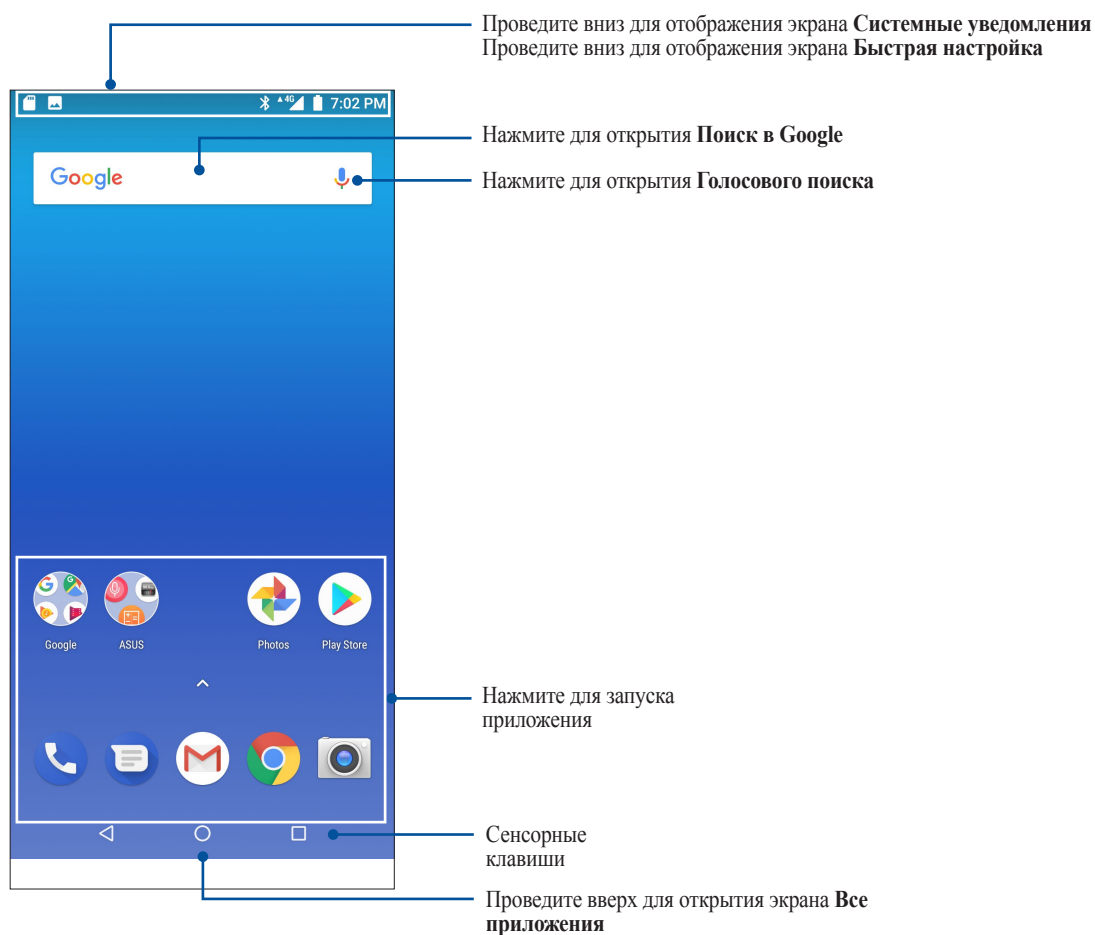 Проведите вниз для отображения экрана Системные уведомления
Проведите вниз для отображения экрана Быстрая настройка
4G 7:02 PM
Нажмите для открытия Поиск в Google
Google
Нажмите для открытия Голосового поиска
Google ASUS Photos Play Store
Нажмите для запуска
приложения
Сенсорные
клавиши
Проведите вверх для открытия экрана Все
приложения